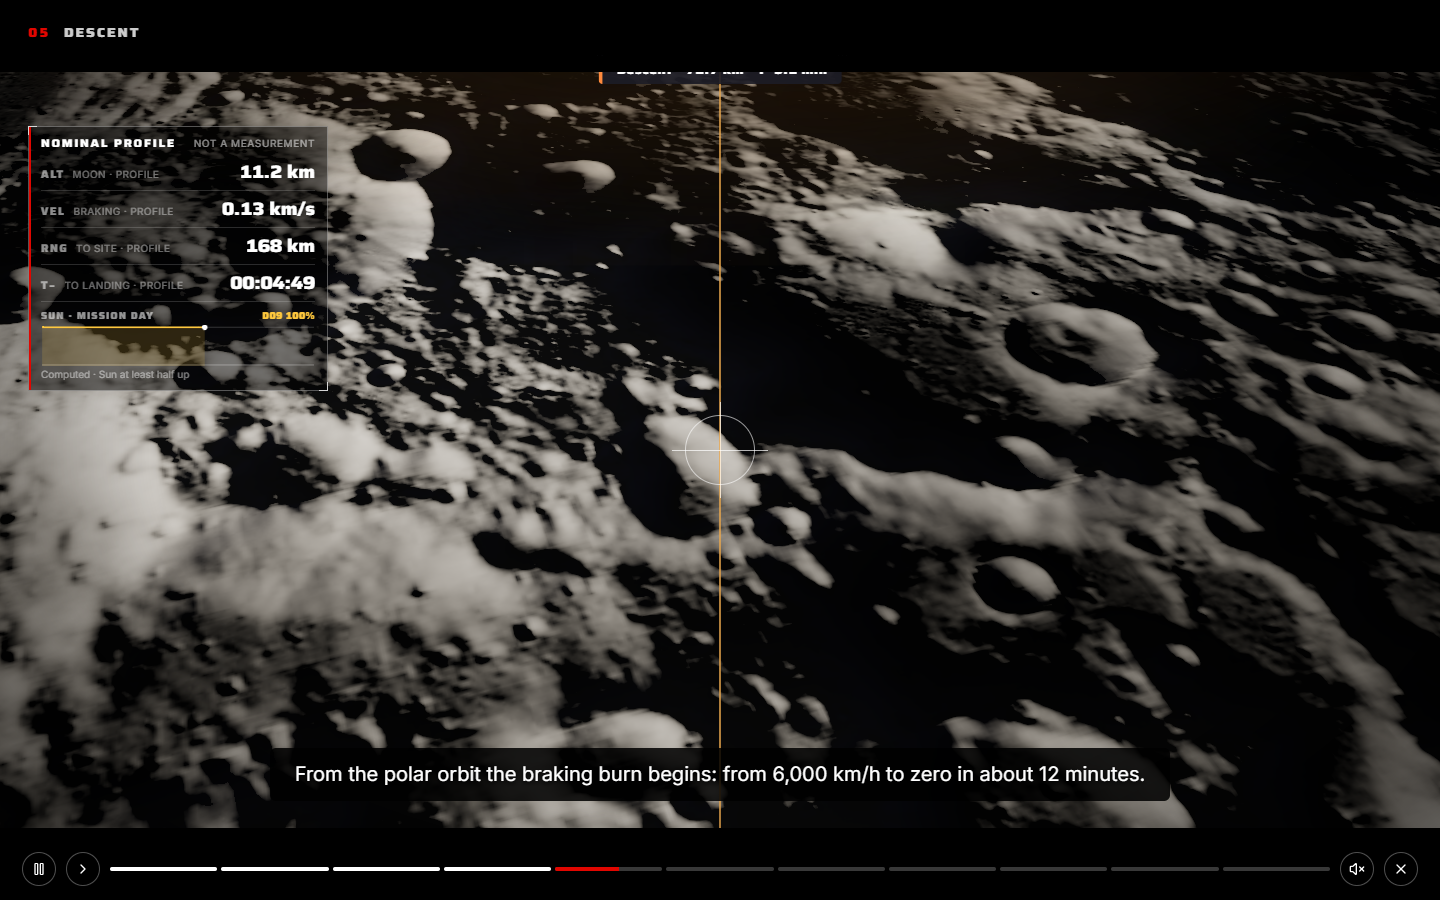 05 DESCENT
NOMINAL PROFILE NOT A MEASUREMENT
ALT MOON · PROFILE 11.2 km
VEL BRAKING · PROFILE 0.13 km/s
RNG TO SITE · PROFILE 168 km
T− TO LANDING · PROFILE 00:04:49
SUN · MISSION DAY D09 100%
Computed · Sun at least half up
From the polar orbit the braking burn begins: from 6,000 km/h to zero in about 12 minutes.